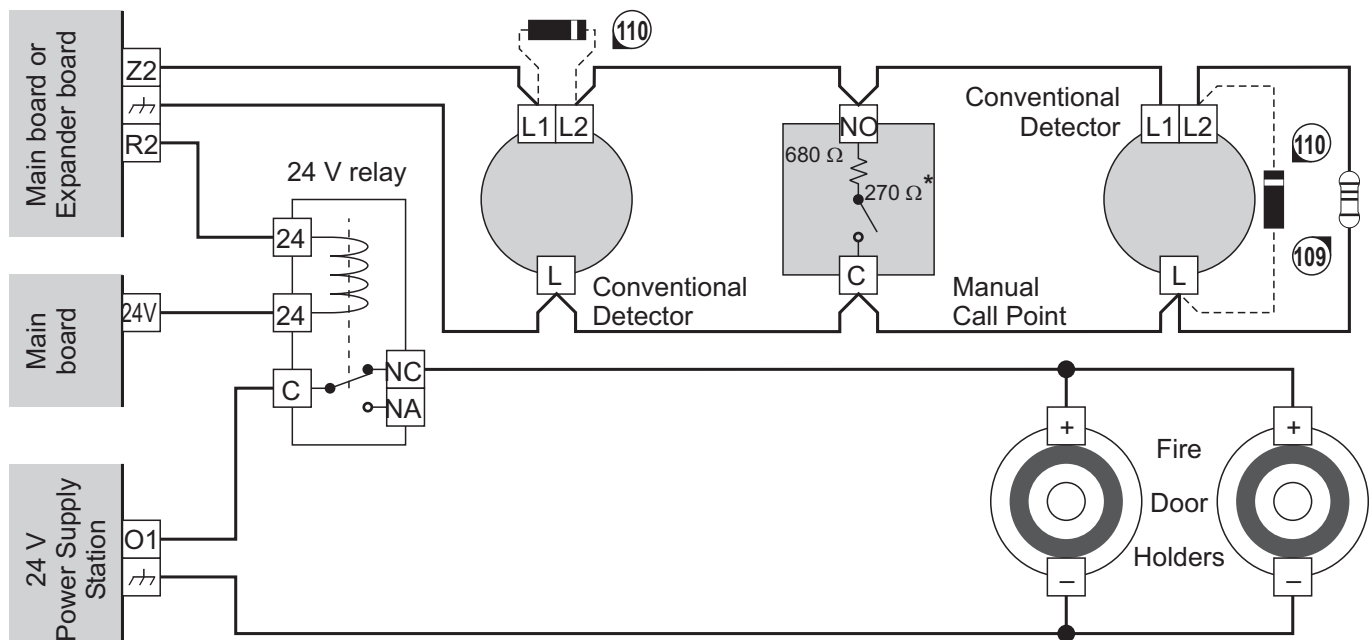 Main board or
Expander board
Z2
R2
110
L1 L2
L
Conventional
Detector
680 Ω
270 Ω*
NO
C
Manual
Call Point
Conventional
Detector
L1 L2
L
110
109
24 V relay
24
24
C
NC
NA
Main
board
24V
24 V
Power Supply
Station
O1
+
–
Fire
Door
Holders
+
–